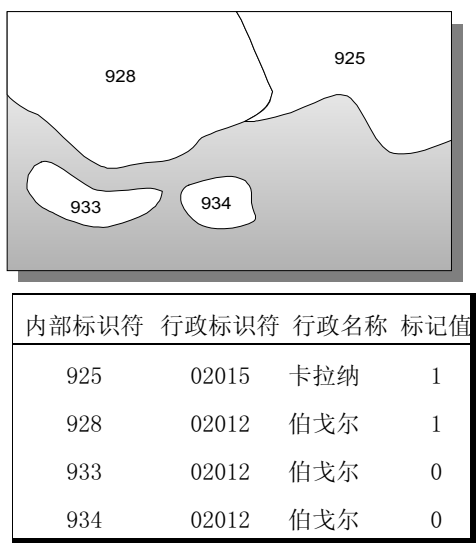 925
928
933
934
内部标识符 行政标识符 行政名称 标记值
925 02015 卡拉纳 1
928 02012 伯戈尔 1
933 02012 伯戈尔 0
934 02012 伯戈尔 0